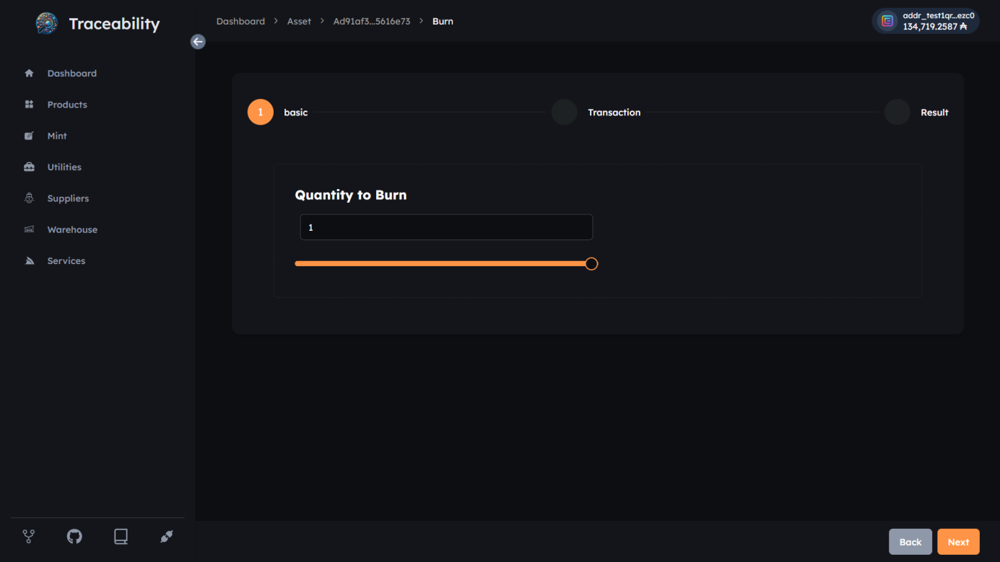 Traceability
Dashboard > Asset > Ad91af3...5616e73 > Burn
addr_test1qr...ezc0
134,719.2587 ₳
Dashboard
Products
Mint
Utilities
Suppliers
Warehouse
Services
1 basic
Transaction
Result
Quantity to Burn
1
Back
Next